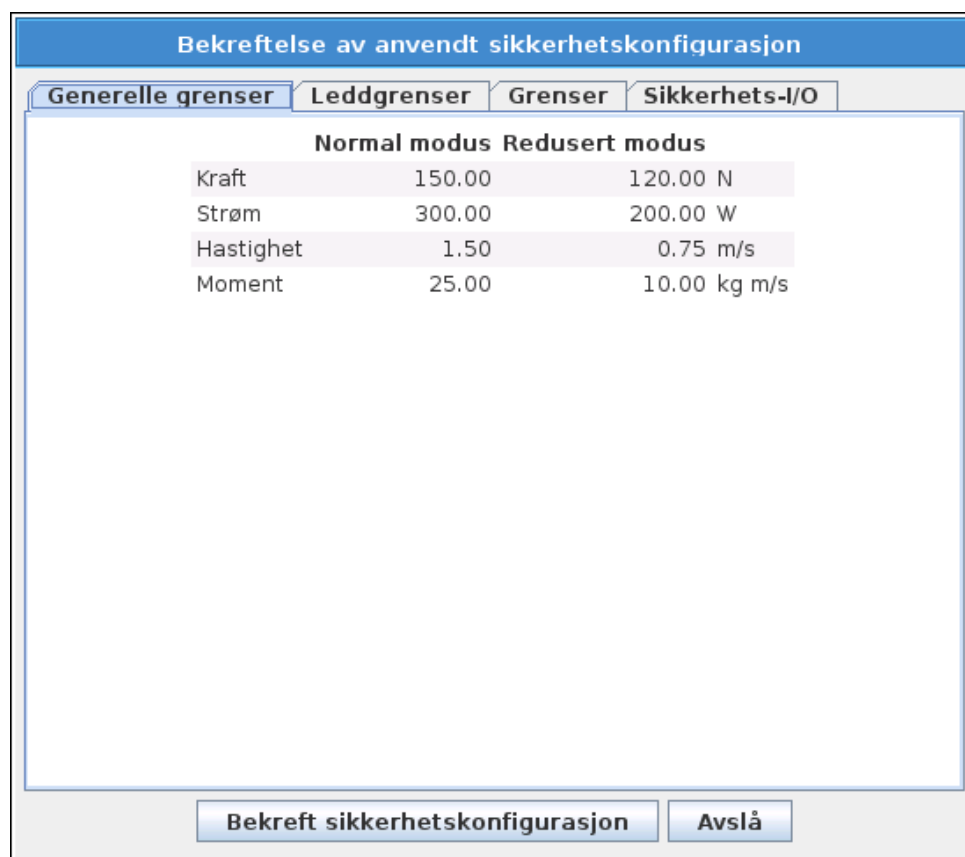 Bekreftelse av anvendt sikkerhetskonfigurasjon
Generelle grenser Leddgrenser Grenser Sikkerhets-I/O
Normal modus Redusert modus
Kraft 150.00 120.00 N
Strøm 300.00 200.00 W
Hastighet 1.50 0.75 m/s
Moment 25.00 10.00 kg m/s
Bekreft sikkerhetskonfigurasjon Avslå